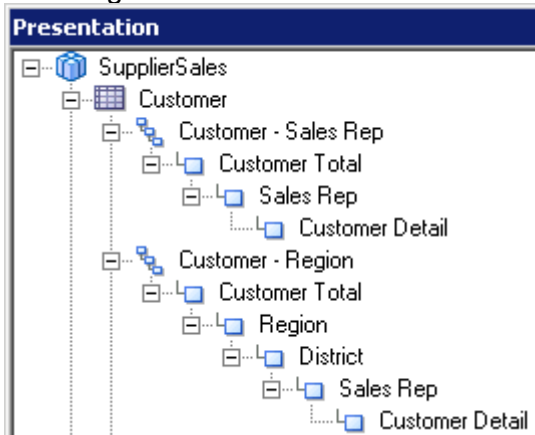 Presentation
SupplierSales
Customer
Customer - Sales Rep
Customer Total
Sales Rep
Customer Detail
Customer - Region
Customer Total
Region
District
Sales Rep
Customer Detail